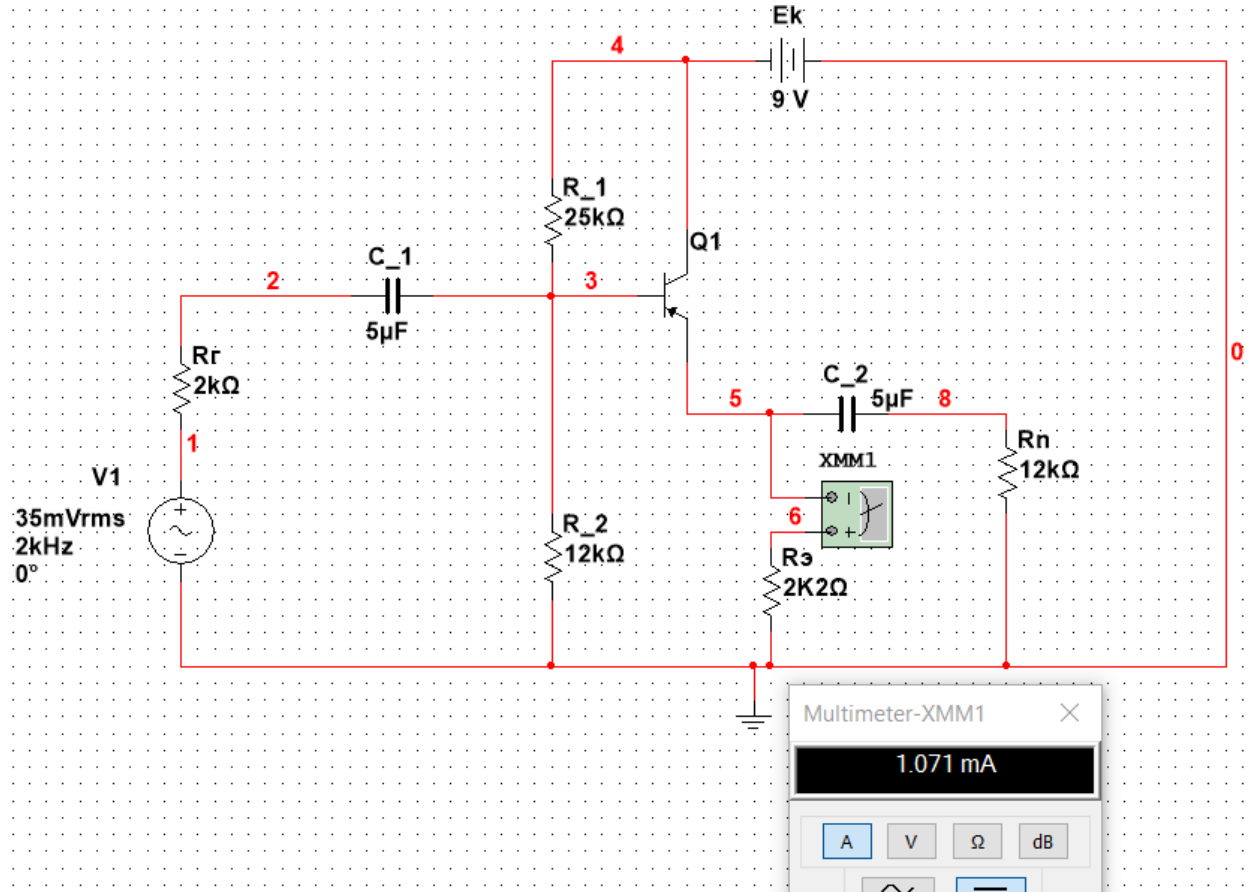 Ek
4
9 V
R_1
25kΩ
Q1
C_1
2
3
5µF
0
Rг
2kΩ
C_2
5
5µF
8
1
Rп
12kΩ
XMM1
V1
35mVrms
2kHz
0°
6
R_2
12kΩ
Rэ
2K2Ω
Multimeter-XMM1
1.071 mA
A V Ω dB